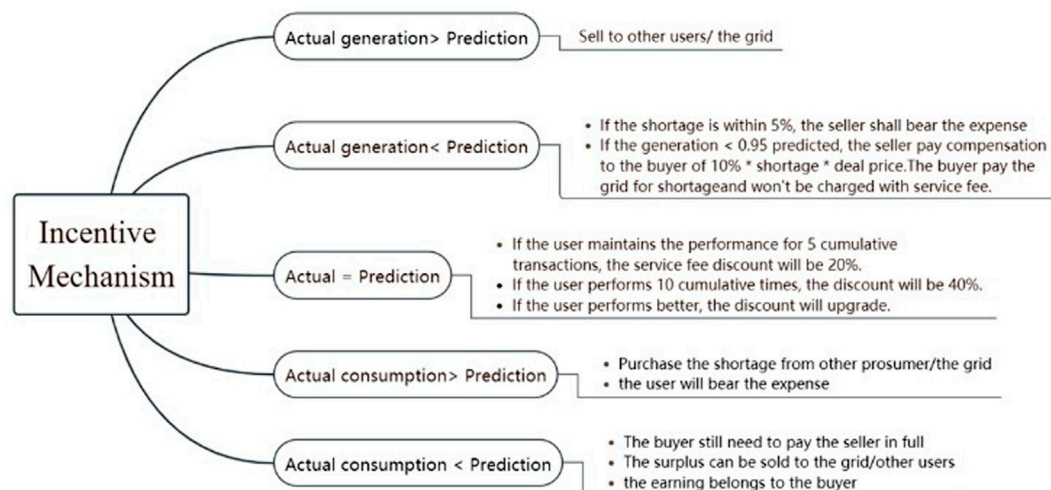 Incentive
Mechanism
Actual generation> Prediction
Sell to other users/ the grid
Actual generation< Prediction
• If the shortage is within 5%, the seller shall bear the expense
• If the generation < 0.95 predicted, the seller pay compensation
to the buyer of 10% * shortage * deal price.The buyer pay the
grid for shortageand won't be charged with service fee.
Actual = Prediction
• If the user maintains the performance for 5 cumulative
transactions, the service fee discount will be 20%.
• If the user performs 10 cumulative times, the discount will be 40%.
• If the user performs better, the discount will upgrade.
Actual consumption> Prediction
• Purchase the shortage from other prosumer/the grid
• the user will bear the expense
Actual consumption < Prediction
• The buyer still need to pay the seller in full
• The surplus can be sold to the grid/other users
• the earning belongs to the buyer